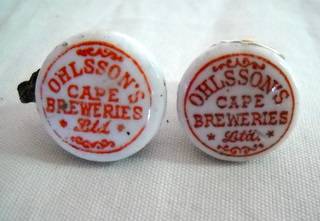 OHLSSON'S
CAPE
BREWERIES
Ltd.
OHLSSON'S
CAPE
BREWERIES
Ltd.